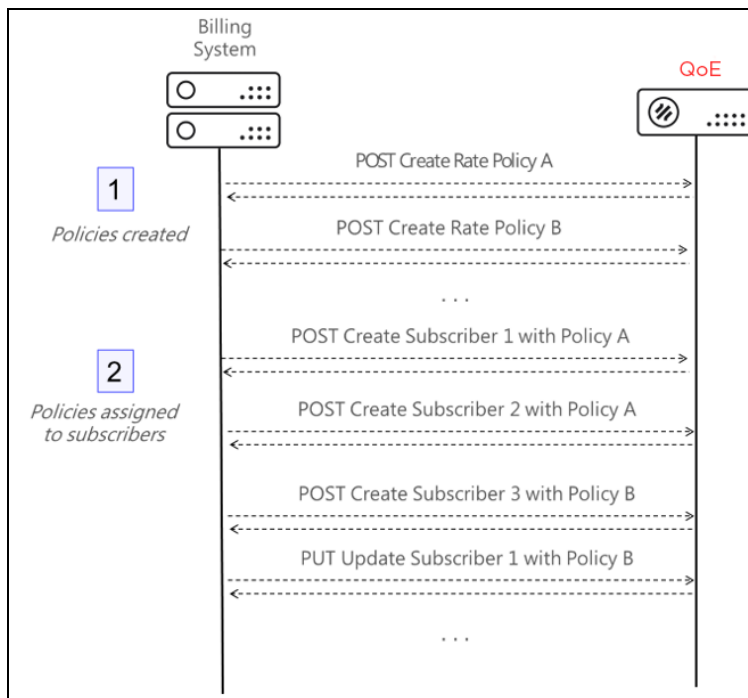 Billing
System
QoE
POST Create Rate Policy A
1
Policies created
POST Create Rate Policy B
. . .
POST Create Subscriber 1 with Policy A
2
Policies assigned
to subscribers
POST Create Subscriber 2 with Policy A
POST Create Subscriber 3 with Policy B
PUT Update Subscriber 1 with Policy B
. . .